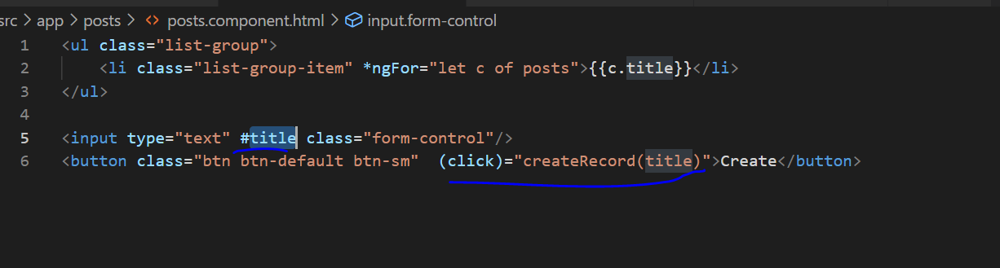 src > app > posts > <> posts.component.html > input.form-control
1 <ul class="list-group">
2 <li class="list-group-item" *ngFor="let c of posts">{{c.title}}</li>
3 </ul>
4
5 <input type="text" #title class="form-control"/>
6 <button class="btn btn-default btn-sm"  (click)="createRecord(title)">Create</button>